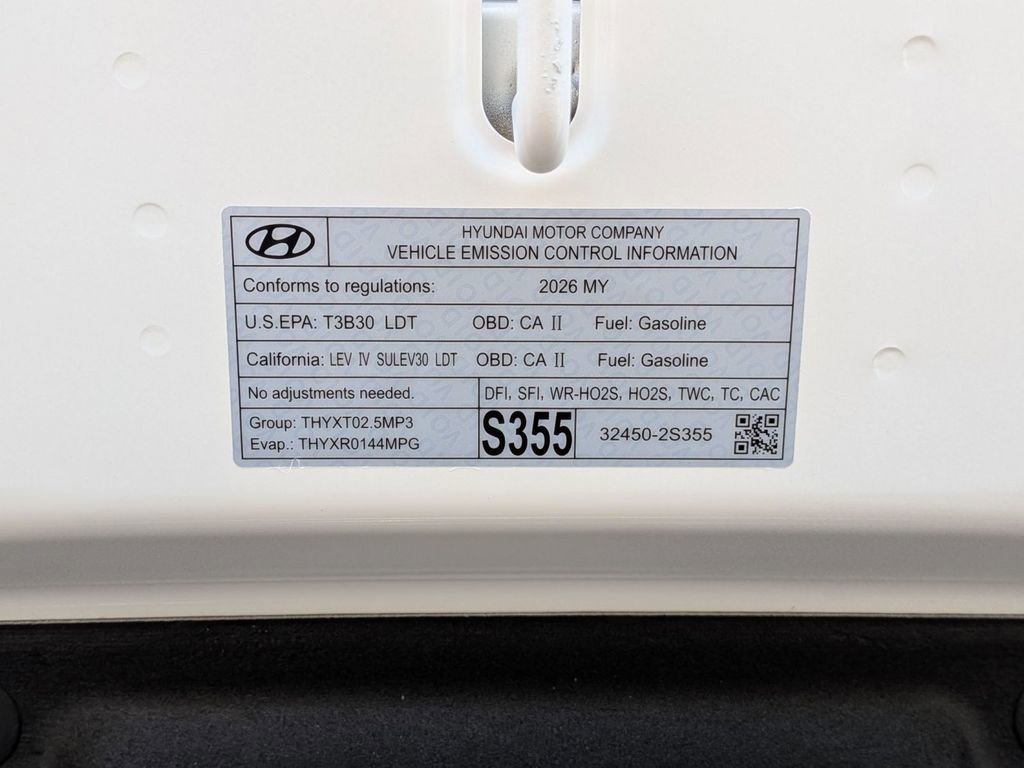 HYUNDAI MOTOR COMPANY
VEHICLE EMISSION CONTROL INFORMATION
Conforms to regulations: 2026 MY
U.S.EPA: T3B30 LDT OBD: CA II Fuel: Gasoline
California: LEV IV SULEV30 LDT OBD: CA II Fuel: Gasoline
No adjustments needed. DFI, SFI, WR-HO2S, HO2S, TWC, TC, CAC
Group: THYXT02.5MP3
Evap.: THYXR0144MPG
S355 32450-2S355